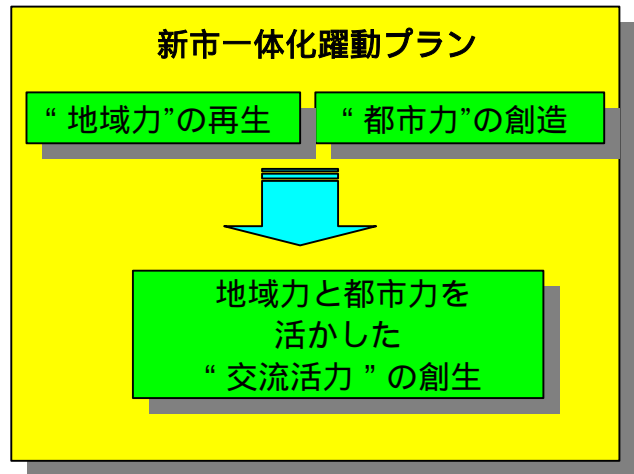 新市一体化躍動プラン
“地域力”の再生
“都市力”の創造
地域力と都市力を
活かした
“交流活力”の創生